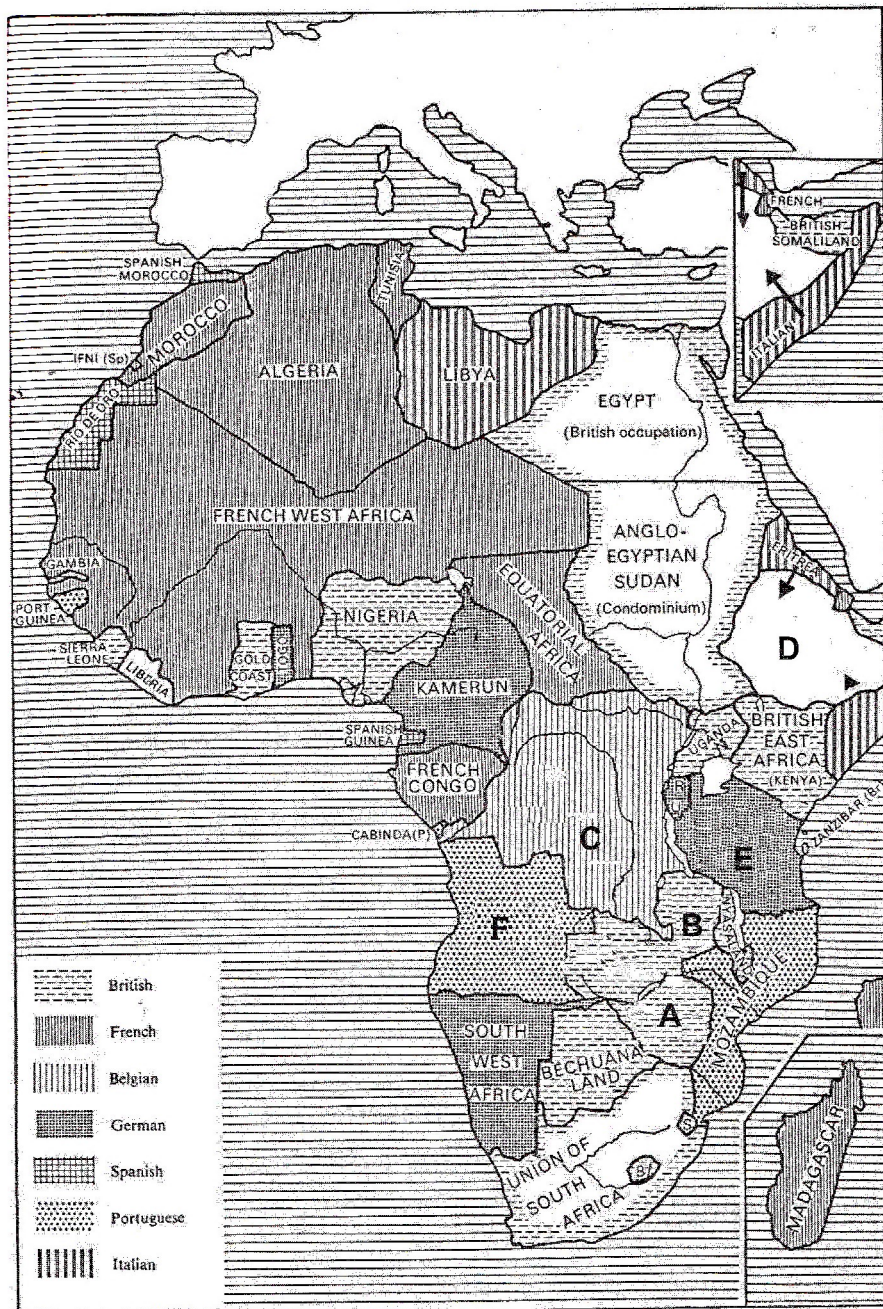 FRENCH
BRITISH
SOMALILAND
ITALIAN
SPANISH
MOROCCO
TUNISIA
MOROCCO
IFNI (Sp)
ALGERIA
LIBYA
EGYPT
(British occupation)
RIO DE ORO
FRENCH WEST AFRICA
ANGLO-
EGYPTIAN
SUDAN
(Condominium)
ERITREA
GAMBIA
PORT
GUINEA
EQUATORIAL
AFRICA
NIGERIA
SIERRA
LEONE
LIBERIA
GOLD
COAST
TOGO
D
KAMERUN
SPANISH
GUINEA
UGANDA
BRITISH
EAST
AFRICA
(KENYA)
FRENCH
CONGO
R
U
ZANZIBAR (Br)
CABINDA(P)
C
E
F
B
NYASALAND
MOZAMBIQUE
A
SOUTH
WEST
AFRICA
BECHUANA
LAND
S
B
UNION OF
SOUTH
AFRICA
MADAGASCAR
British
French
Belgian
German
Spanish
Portuguese
Italian